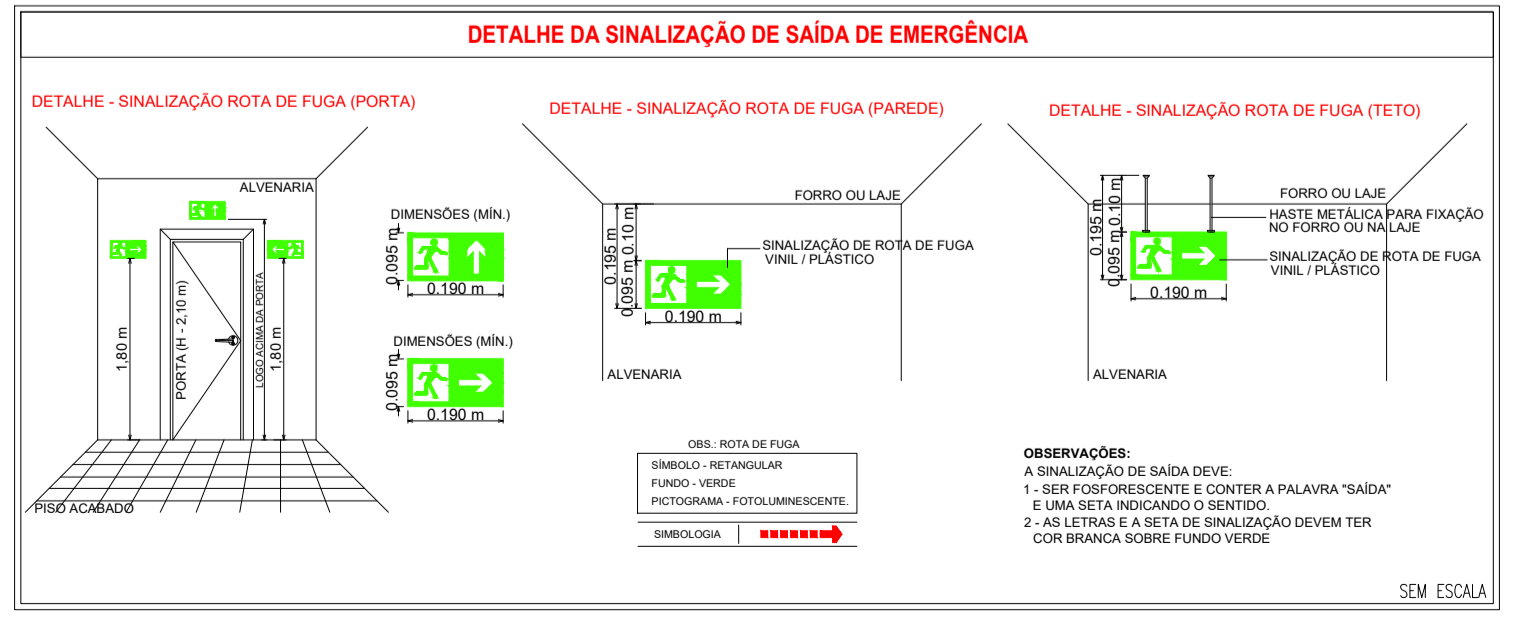 DETALHE DA SINALIZAÇÃO DE SAÍDA DE EMERGÊNCIA
DETALHE - SINALIZAÇÃO ROTA DE FUGA (PORTA)
ALVENARIA
1,80 m
PORTA (H - 2,10 m)
LOGO ACIMA DA PORTA
1,80 m
PISO ACABADO
DIMENSÕES (MÍN.)
0.095 m
0.190 m
DIMENSÕES (MÍN.)
0.095 m
0.190 m
DETALHE - SINALIZAÇÃO ROTA DE FUGA (PAREDE)
FORRO OU LAJE
0.195 m
0.10 m
0.095 m
SINALIZAÇÃO DE ROTA DE FUGA
VINIL / PLÁSTICO
0.190 m
ALVENARIA
DETALHE - SINALIZAÇÃO ROTA DE FUGA (TETO)
FORRO OU LAJE
0.195 m
0.10 m
0.095 m
HASTE METÁLICA PARA FIXAÇÃO
NO FORRO OU NA LAJE
SINALIZAÇÃO DE ROTA DE FUGA
VINIL / PLÁSTICO
0.190 m
ALVENARIA
OBS.: ROTA DE FUGA
SÍMBOLO - RETANGULAR
FUNDO - VERDE
PICTOGRAMA - FOTOLUMINESCENTE.
SIMBOLOGIA
OBSERVAÇÕES:
A SINALIZAÇÃO DE SAÍDA DEVE:
1 - SER FOSFORESCENTE E CONTER A PALAVRA "SAÍDA"
E UMA SETA INDICANDO O SENTIDO.
2 - AS LETRAS E A SETA DE SINALIZAÇÃO DEVEM TER
COR BRANCA SOBRE FUNDO VERDE
SEM ESCALA